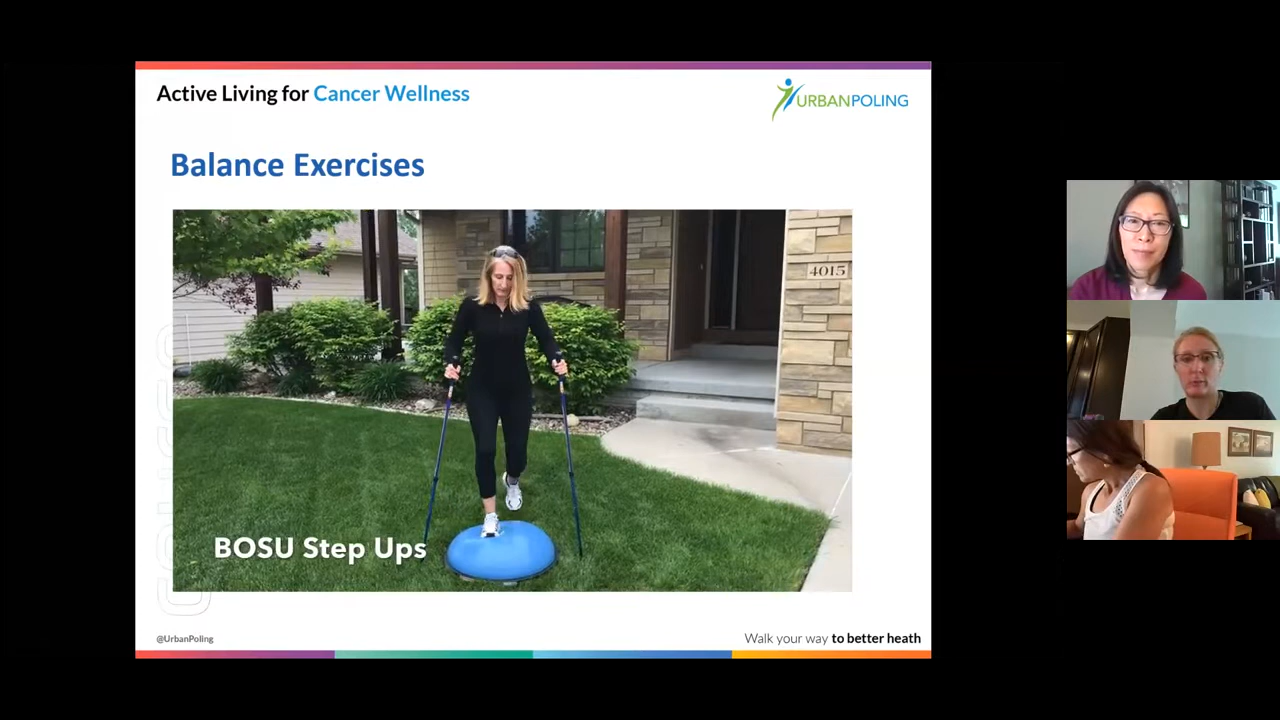 Active Living for Cancer Wellness
URBANPOLING
Balance Exercises
4015
BOSU Step Ups
@UrbanPoling
Walk your way to better heath